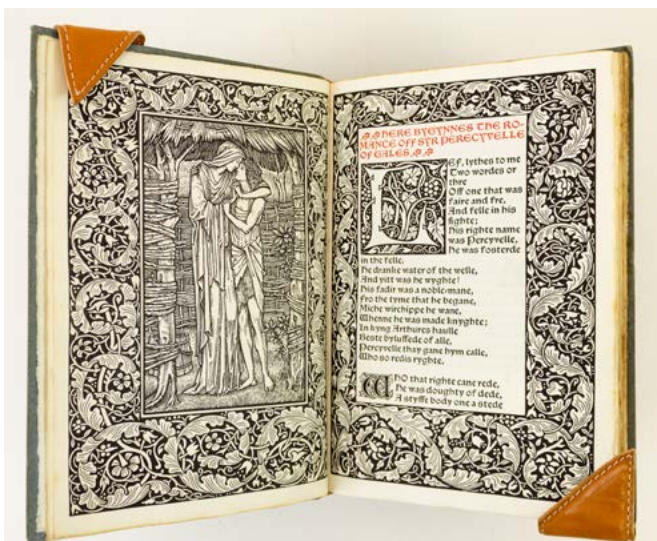 HERE BYGYNNES THE RO-
MANCE OFF SYR PERECYVELLE
OF GALES.
LEF, lythes to me
Two wordes or
thre
Off one that was
faire and fre,
And felle in his
fighte;
His righte name
was Percyvelle,
He was fosterde
in the felle,
He dranke water of the welle,
And yitt was he wyghte!
His fadir was a noble-mane,
Fro the tyme that he begane,
Miche wirchippe he wane,
Whenne he was made knyghte;
In kyng Arthures haulle
Beste byluffede of alle,
Percyvelle thay gane hym calle,
Who so redis ryghte.
WHO that righte cane rede,
He was doughty of dede,
A styffe body one a stede